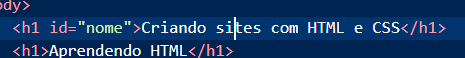 ody>
<h1 id="nome">Criando sites com HTML e CSS</h1>
<h1>Aprendendo HTML</h1>